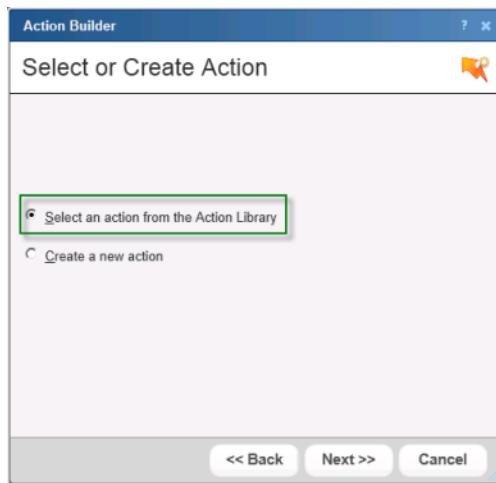 Action Builder ? ×
Select or Create Action
Select an action from the Action Library
Create a new action
<< Back Next >> Cancel